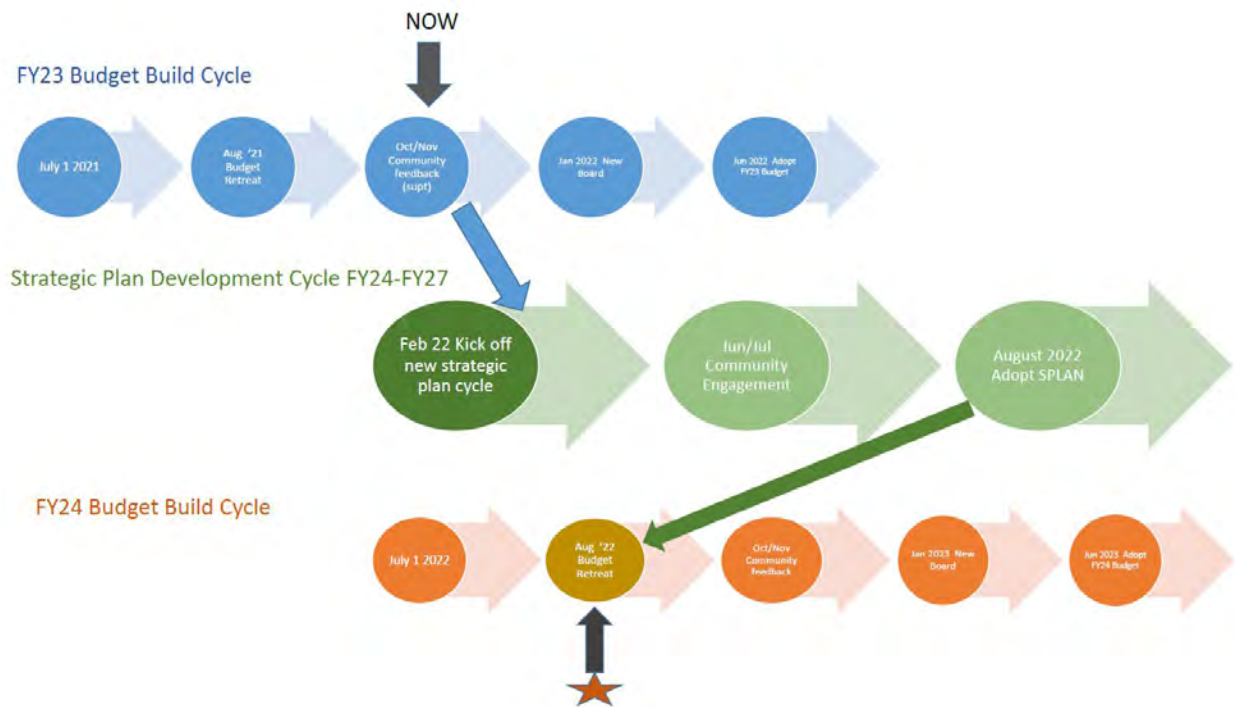 NOW
FY23 Budget Build Cycle
July 1 2021
Aug '21
Budget
Retreat
Oct/Nov
Community
feedback
(supt)
Jan 2022 New
Board
Jun 2022 Adopt
FY23 Budget
Strategic Plan Development Cycle FY24-FY27
Feb 22 Kick off
new strategic
plan cycle
Jun/Jul
Community
Engagement
August 2022
Adopt SPLAN
FY24 Budget Build Cycle
July 1 2022
Aug '22
Budget
Retreat
Oct/Nov
Community
feedback
Jan 2023 New
Board
Jun 2023 Adopt
FY24 Budget